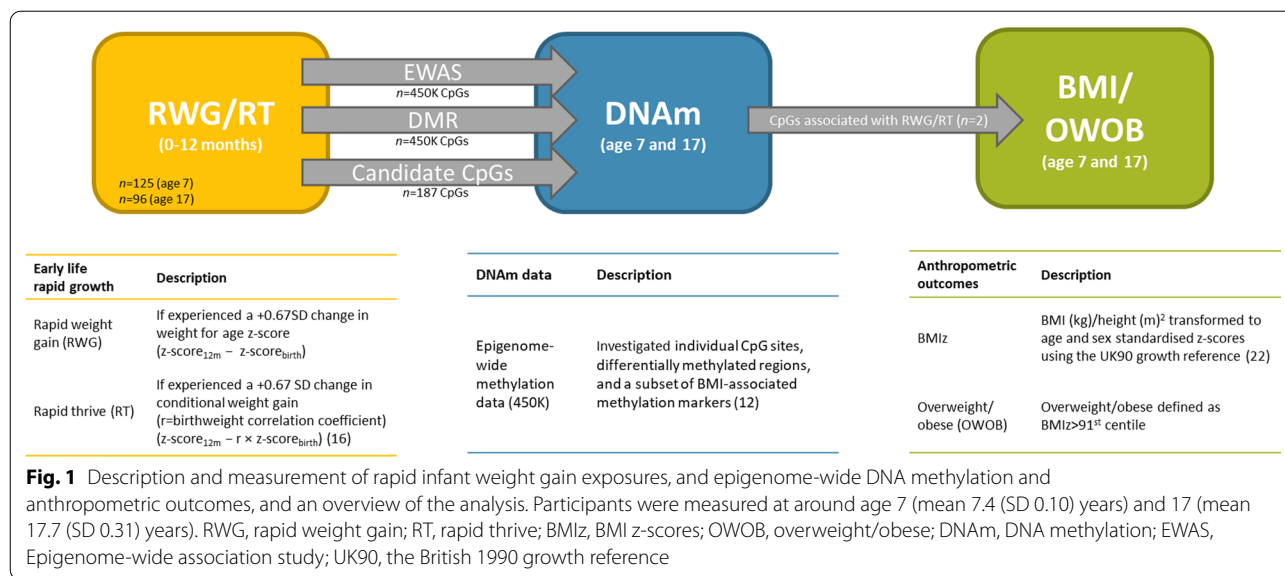 RWG/RT
(0-12 months)
n=125 (age 7)
n=96 (age 17)
EWAS
n=450K CpGs
DMR
n=450K CpGs
Candidate CpGs
n=187 CpGs
DNAm
(age 7 and 17)
CpGs associated with RWG/RT (n=2)
BMI/
OWOB
(age 7 and 17)
Early life
rapid growth
Description
Rapid weight
gain (RWG)
If experienced a +0.67SD change in
weight for age z-score
(z-score12m − z-scorebirth)
Rapid thrive (RT)
If experienced a +0.67 SD change in
conditional weight gain
(r=birthweight correlation coefficient)
(z-score12m − r × z-scorebirth) (16)
DNAm data
Description
Epigenome-
wide
methylation
data (450K)
Investigated individual CpG sites,
differentially methylated regions,
and a subset of BMI-associated
methylation markers (12)
Anthropometric
outcomes
Description
BMIz
BMI (kg)/height (m)² transformed to
age and sex standardised z-scores
using the UK90 growth reference (22)
Overweight/
obese (OWOB)
Overweight/obese defined as
BMIz>91st centile
Fig. 1 Description and measurement of rapid infant weight gain exposures, and epigenome-wide DNA methylation and
anthropometric outcomes, and an overview of the analysis. Participants were measured at around age 7 (mean 7.4 (SD 0.10) years) and 17 (mean
17.7 (SD 0.31) years). RWG, rapid weight gain; RT, rapid thrive; BMIz, BMI z-scores; OWOB, overweight/obese; DNAm, DNA methylation; EWAS,
Epigenome-wide association study; UK90, the British 1990 growth reference